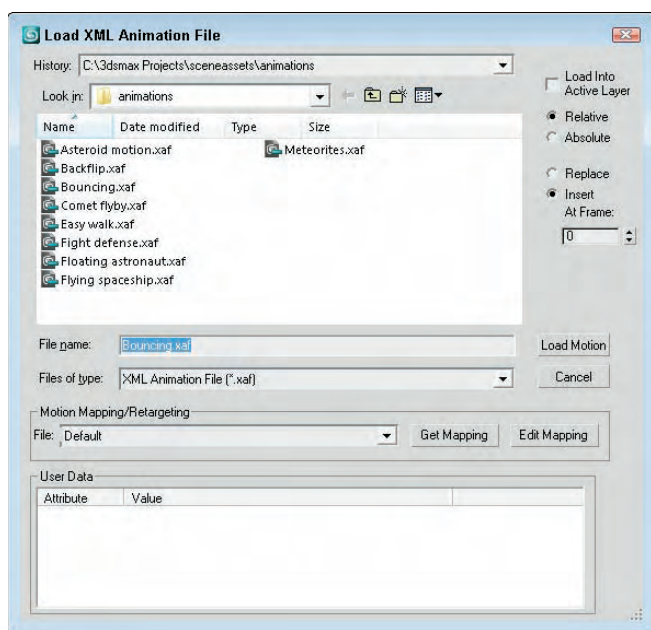 Load XML Animation File
History: C:\3dsmax Projects\sceneassets\animations
Look in: animations
Load Into
Active Layer
Name Date modified Type Size
Relative
Absolute
Asteroid motion.xaf Meteorites.xaf
Backflip.xaf
Bouncing.xaf
Comet flyby.xaf
Easy walk.xaf
Fight defense.xaf
Floating astronaut.xaf
Flying spaceship.xaf
Replace
Insert
At Frame:
0
File name: Bouncing.xaf Load Motion
Files of type: XML Animation File (*.xaf) Cancel
Motion Mapping/Retargeting
File: Default Get Mapping Edit Mapping
User Data
Attribute Value